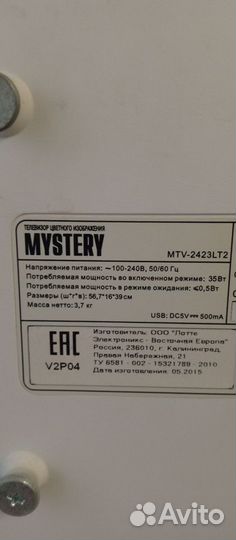 ТЕЛЕВИЗОР ЦВЕТНОГО ИЗОБРАЖЕНИЯ
MYSTERY
MTV-2423LT2
Напряжение питания: ~100-240В, 50/60 Гц
Потребляемая мощность во включенном режиме: 35Вт
Потребляемая мощность в режиме ожидания: ≤0,5Вт
Размеры (ш*г*в): 56,7*16*39 см
Масса нетто: 3,7 кг
USB: DC5V⎓ 500mA
EAC
V2P04
Изготовитель: ООО "Лотте
Электроникс - Восточная Европа"
Россия, 236010, г. Калининград,
Правая Набережная, 21
ТУ 6581 - 002 - 15321789 - 2010
Дата изготовления: 05.2015
Avito